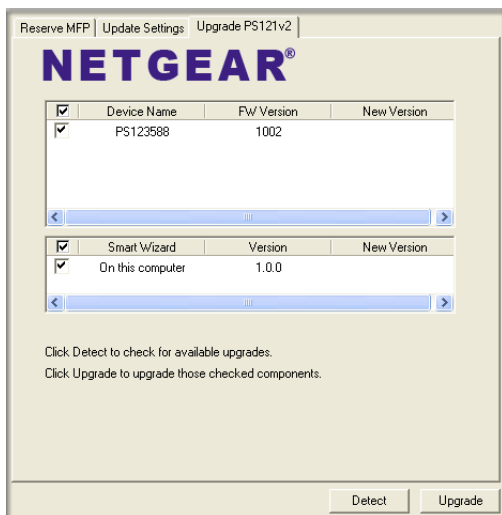 Reserve MFP Update Settings Upgrade PS121v2
NETGEAR®
Device Name FW Version New Version
PS123588 1002
Smart Wizard Version New Version
On this computer 1.0.0
Click Detect to check for available upgrades.
Click Upgrade to upgrade those checked components.
Detect Upgrade